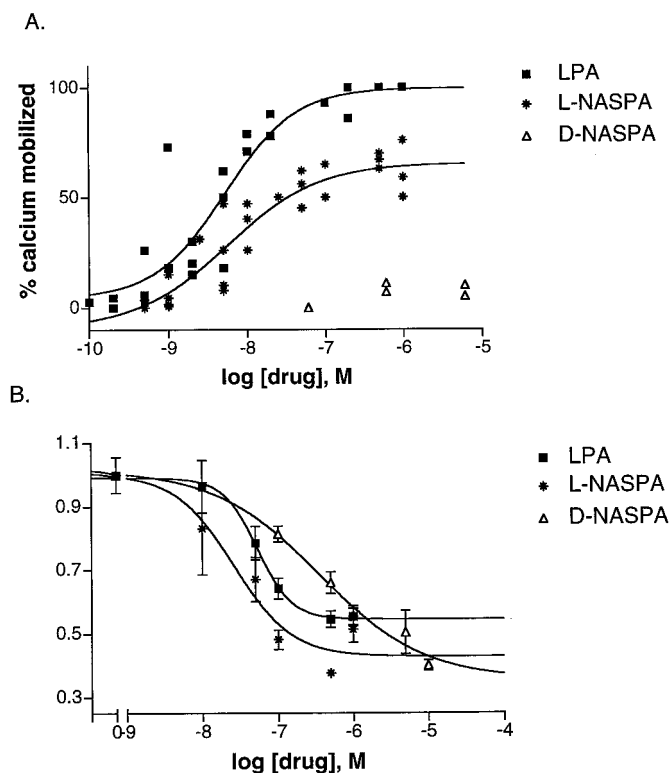 A.
% calcium mobilized
100
50
0
-10 -9 -8 -7 -6 -5
log [drug], M
LPA
L-NASPA
D-NASPA
B.
1.1
0.9
0.7
0.5
0.3
0 -9 -8 -7 -6 -5 -4
log [drug], M
LPA
L-NASPA
D-NASPA